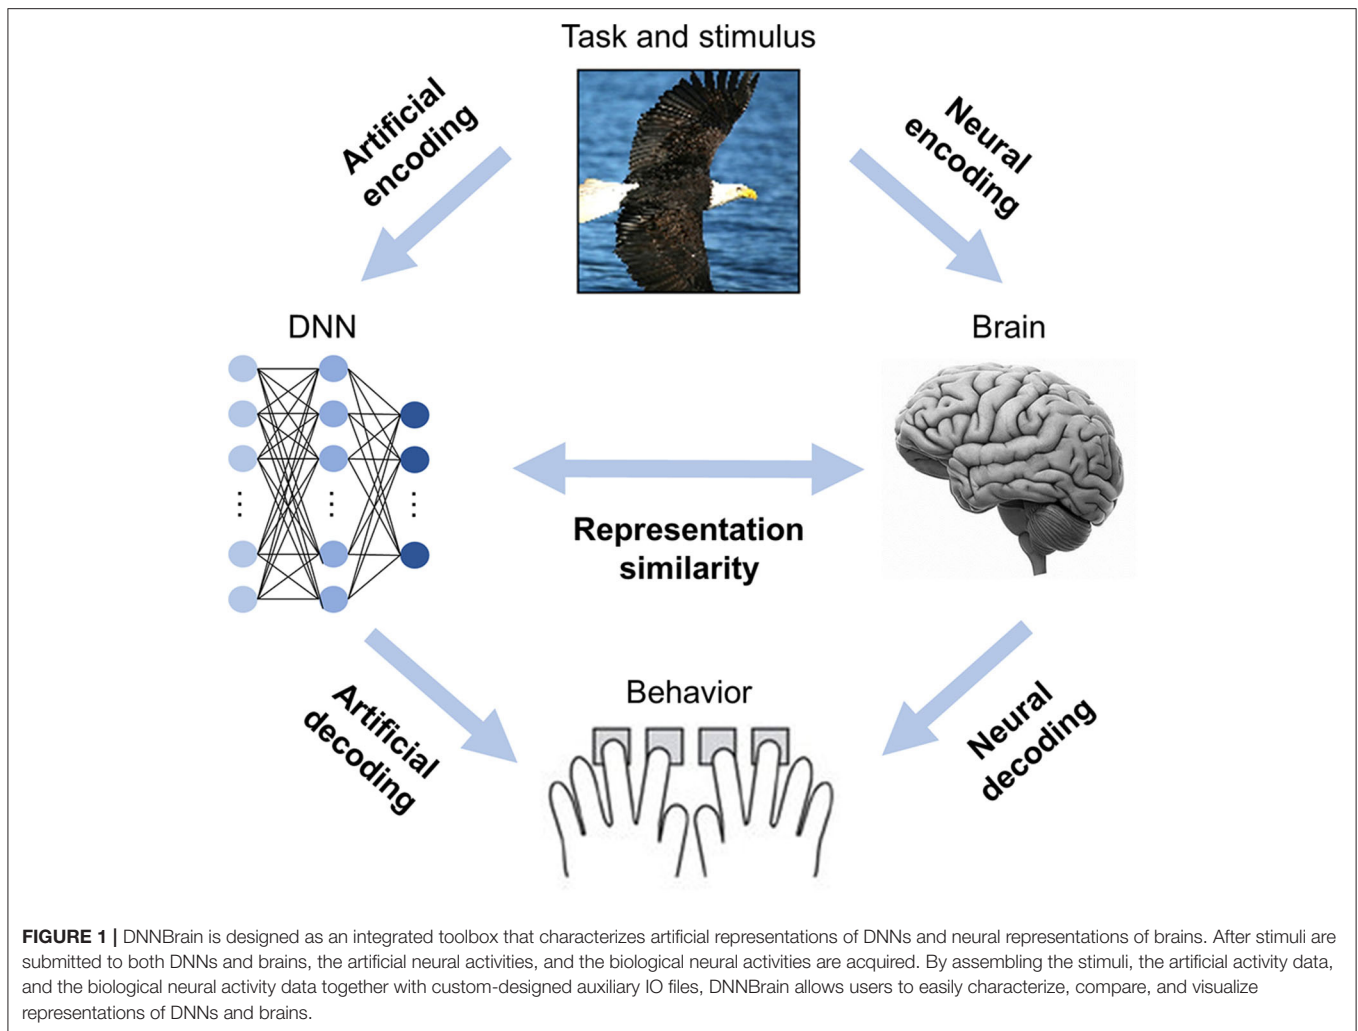 Task and stimulus
Artificial
encoding
Neural
encoding
DNN
Brain
Representation
similarity
Artificial
decoding
Behavior
Neural
decoding
FIGURE 1 | DNNBrain is designed as an integrated toolbox that characterizes artificial representations of DNNs and neural representations of brains. After stimuli are
submitted to both DNNs and brains, the artificial neural activities, and the biological neural activities are acquired. By assembling the stimuli, the artificial activity data,
and the biological neural activity data together with custom-designed auxiliary IO files, DNNBrain allows users to easily characterize, compare, and visualize
representations of DNNs and brains.